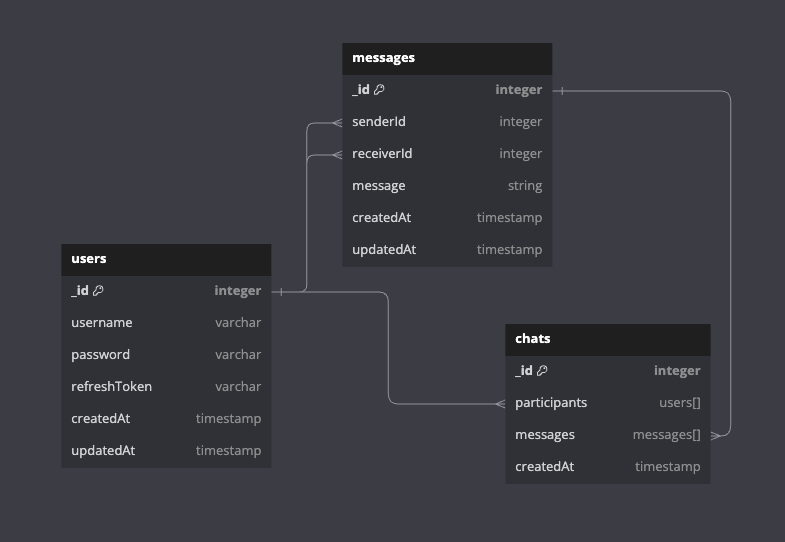 messages
_id integer
senderId integer
receiverId integer
message string
createdAt timestamp
updatedAt timestamp
users
_id integer
username varchar
password varchar
refreshToken varchar
createdAt timestamp
updatedAt timestamp
chats
_id integer
participants users[]
messages messages[]
createdAt timestamp